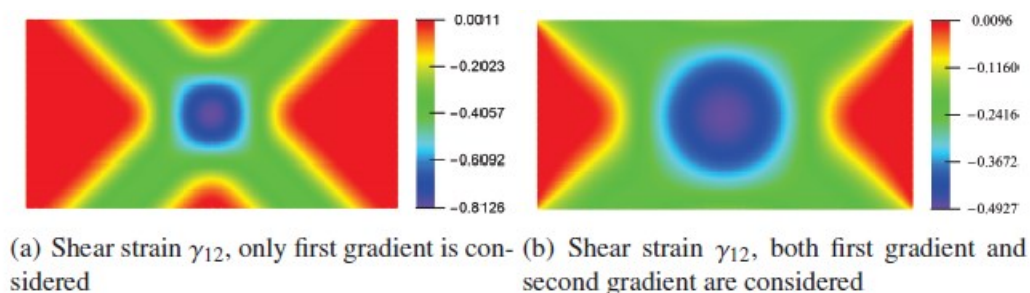 0.0011
−0.2023
−0.4057
−0.6092
−0.8126
0.0096
−0.1160
−0.2416
−0.3672
−0.4927
(a) Shear strain γ12, only first gradient is con-
sidered
(b) Shear strain γ12, both first gradient and
second gradient are considered